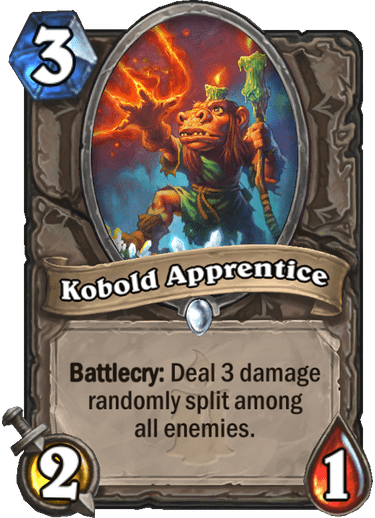 3
Kobold Apprentice
Battlecry: Deal 3 damage
randomly split among
all enemies.
2
1